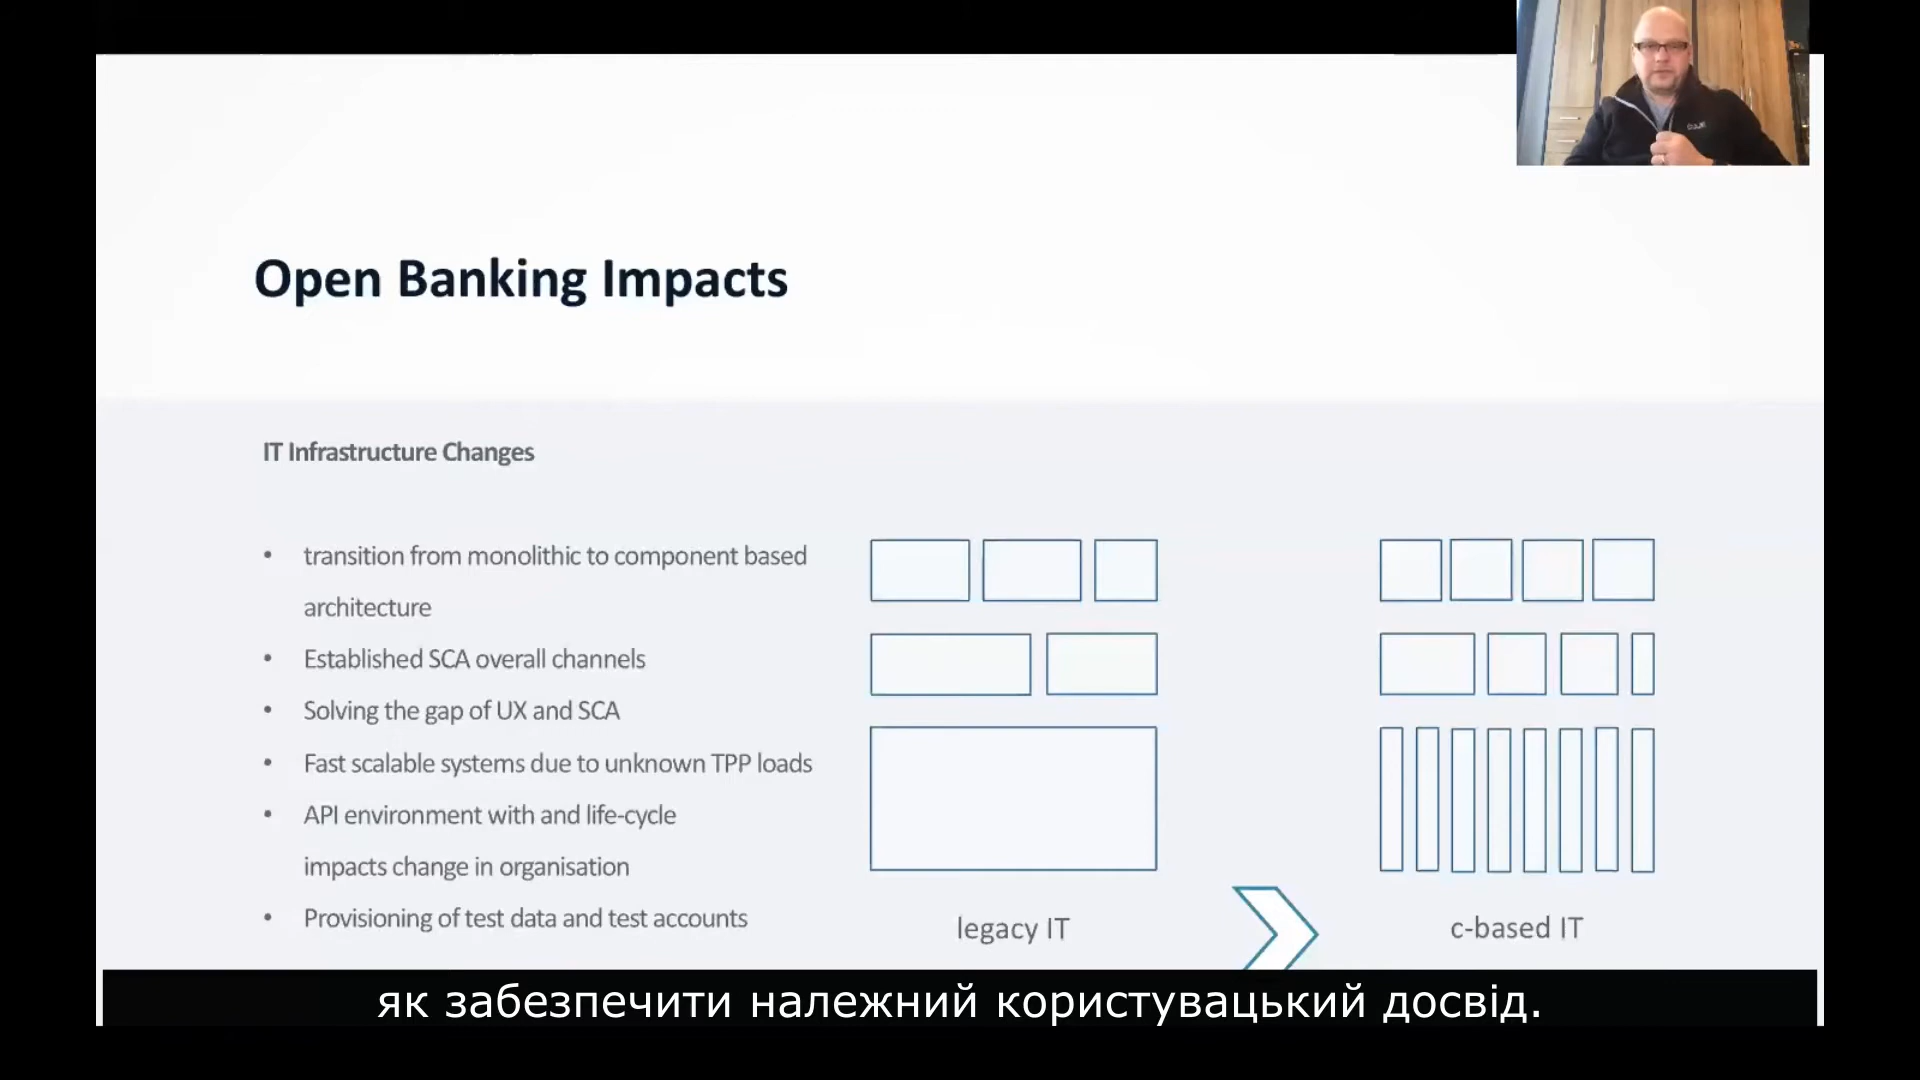 Open Banking Impacts
IT Infrastructure Changes
• transition from monolithic to component based
architecture
• Established SCA overall channels
• Solving the gap of UX and SCA
• Fast scalable systems due to unknown TPP loads
• API environment with and life-cycle
impacts change in organisation
• Provisioning of test data and test accounts
legacy IT
c-based IT
як забезпечити належний користувацький досвід.